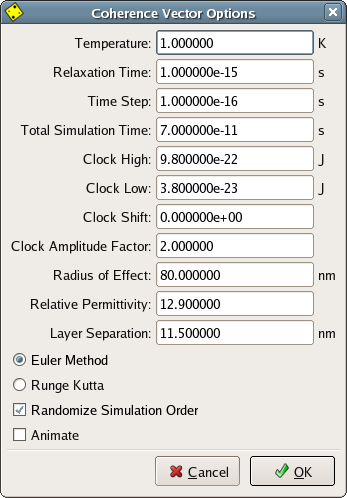 Coherence Vector Options
Temperature: 1.000000 K
Relaxation Time: 1.000000e-15 s
Time Step: 1.000000e-16 s
Total Simulation Time: 7.000000e-11 s
Clock High: 9.800000e-22 J
Clock Low: 3.800000e-23 J
Clock Shift: 0.000000e+00
Clock Amplitude Factor: 2.000000
Radius of Effect: 80.000000 nm
Relative Permittivity: 12.900000
Layer Separation: 11.500000 nm
Euler Method
Runge Kutta
Randomize Simulation Order
Animate
Cancel OK